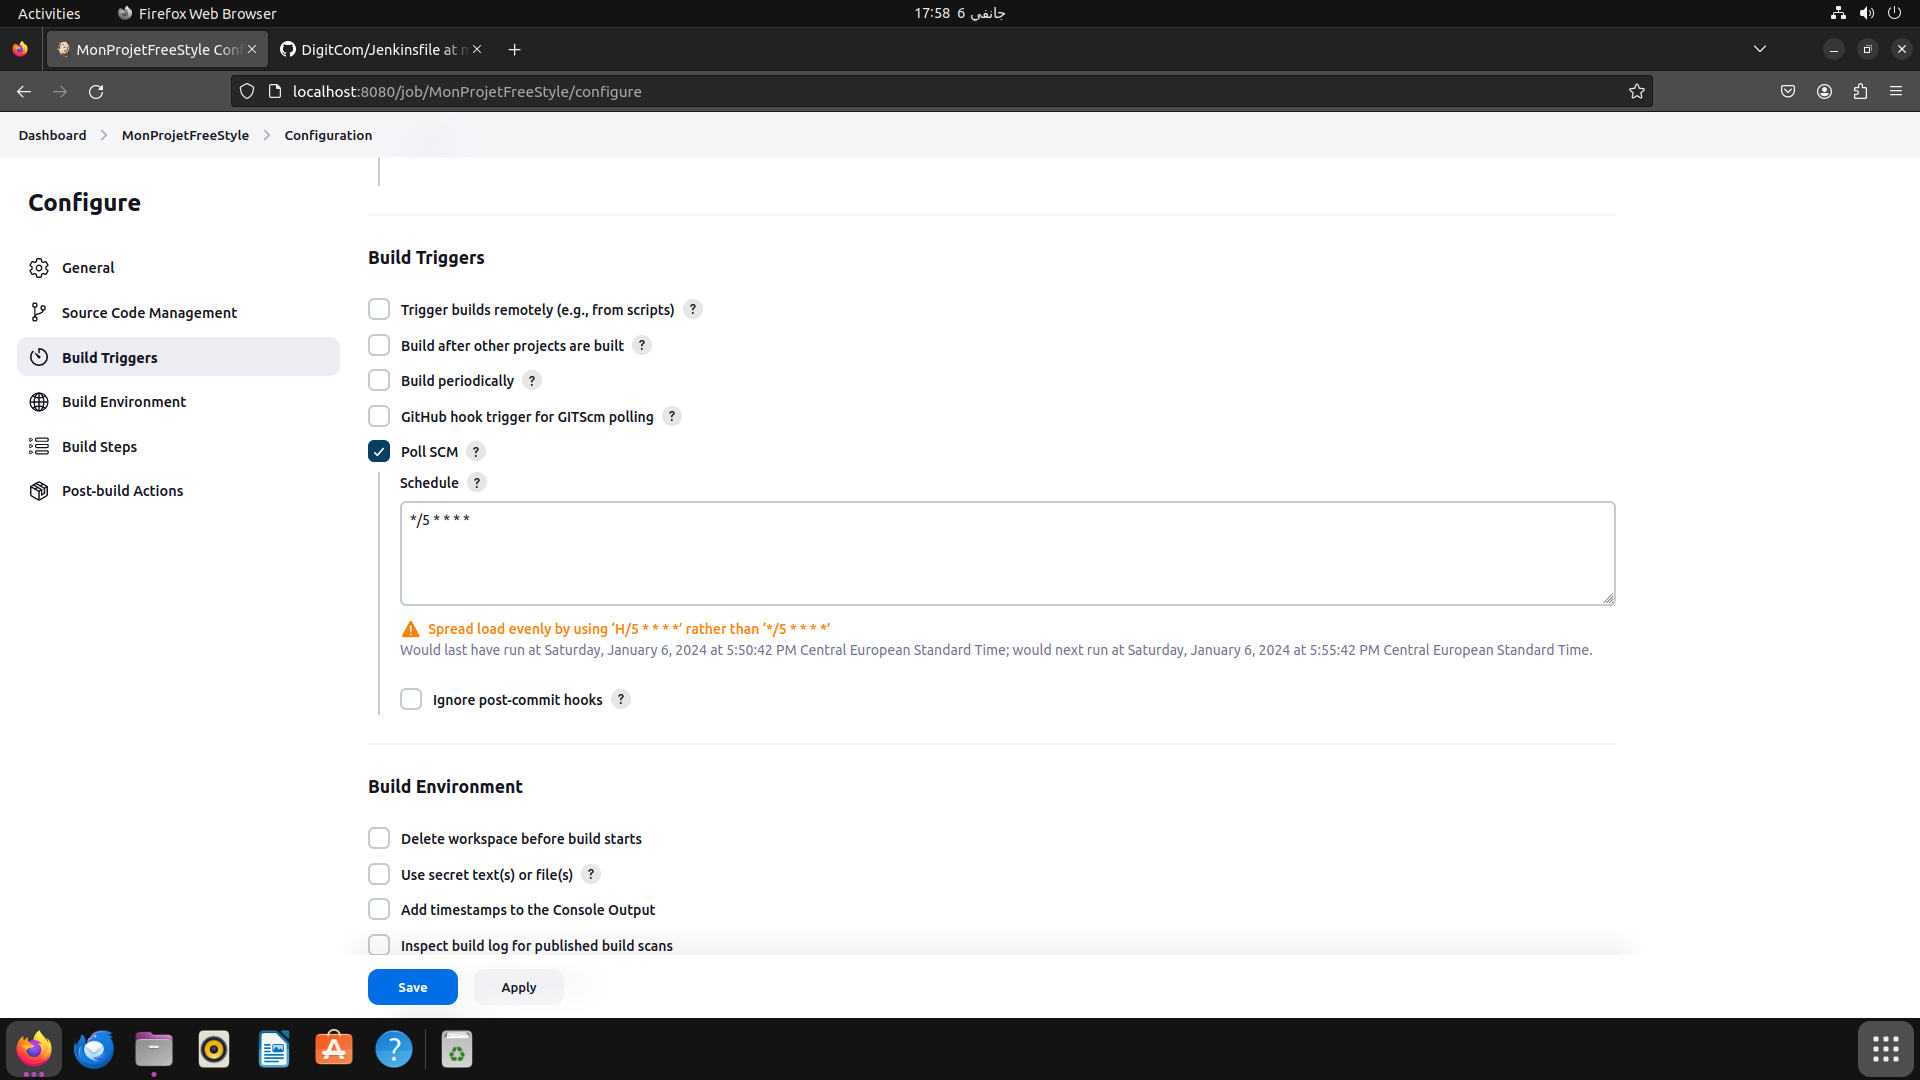 Activities
Firefox Web Browser
17:58 6 جانفي
MonProjetFreeStyle Con
DigitCom/Jenkinsfile at
localhost:8080/job/MonProjetFreeStyle/configure
Dashboard
MonProjetFreeStyle
Configuration
Configure
General
Source Code Management
Build Triggers
Build Environment
Build Steps
Post-build Actions
Build Triggers
Trigger builds remotely (e.g., from scripts) ?
Build after other projects are built ?
Build periodically ?
GitHub hook trigger for GITScm polling ?
Poll SCM ?
Schedule ?
*/5 * * * *
Spread load evenly by using ‘H/5 * * * *’ rather than ‘*/5 * * * *’
Would last have run at Saturday, January 6, 2024 at 5:50:42 PM Central European Standard Time; would next run at Saturday, January 6, 2024 at 5:55:42 PM Central European Standard Time.
Ignore post-commit hooks ?
Build Environment
Delete workspace before build starts
Use secret text(s) or file(s) ?
Add timestamps to the Console Output
Inspect build log for published build scans
Save
Apply